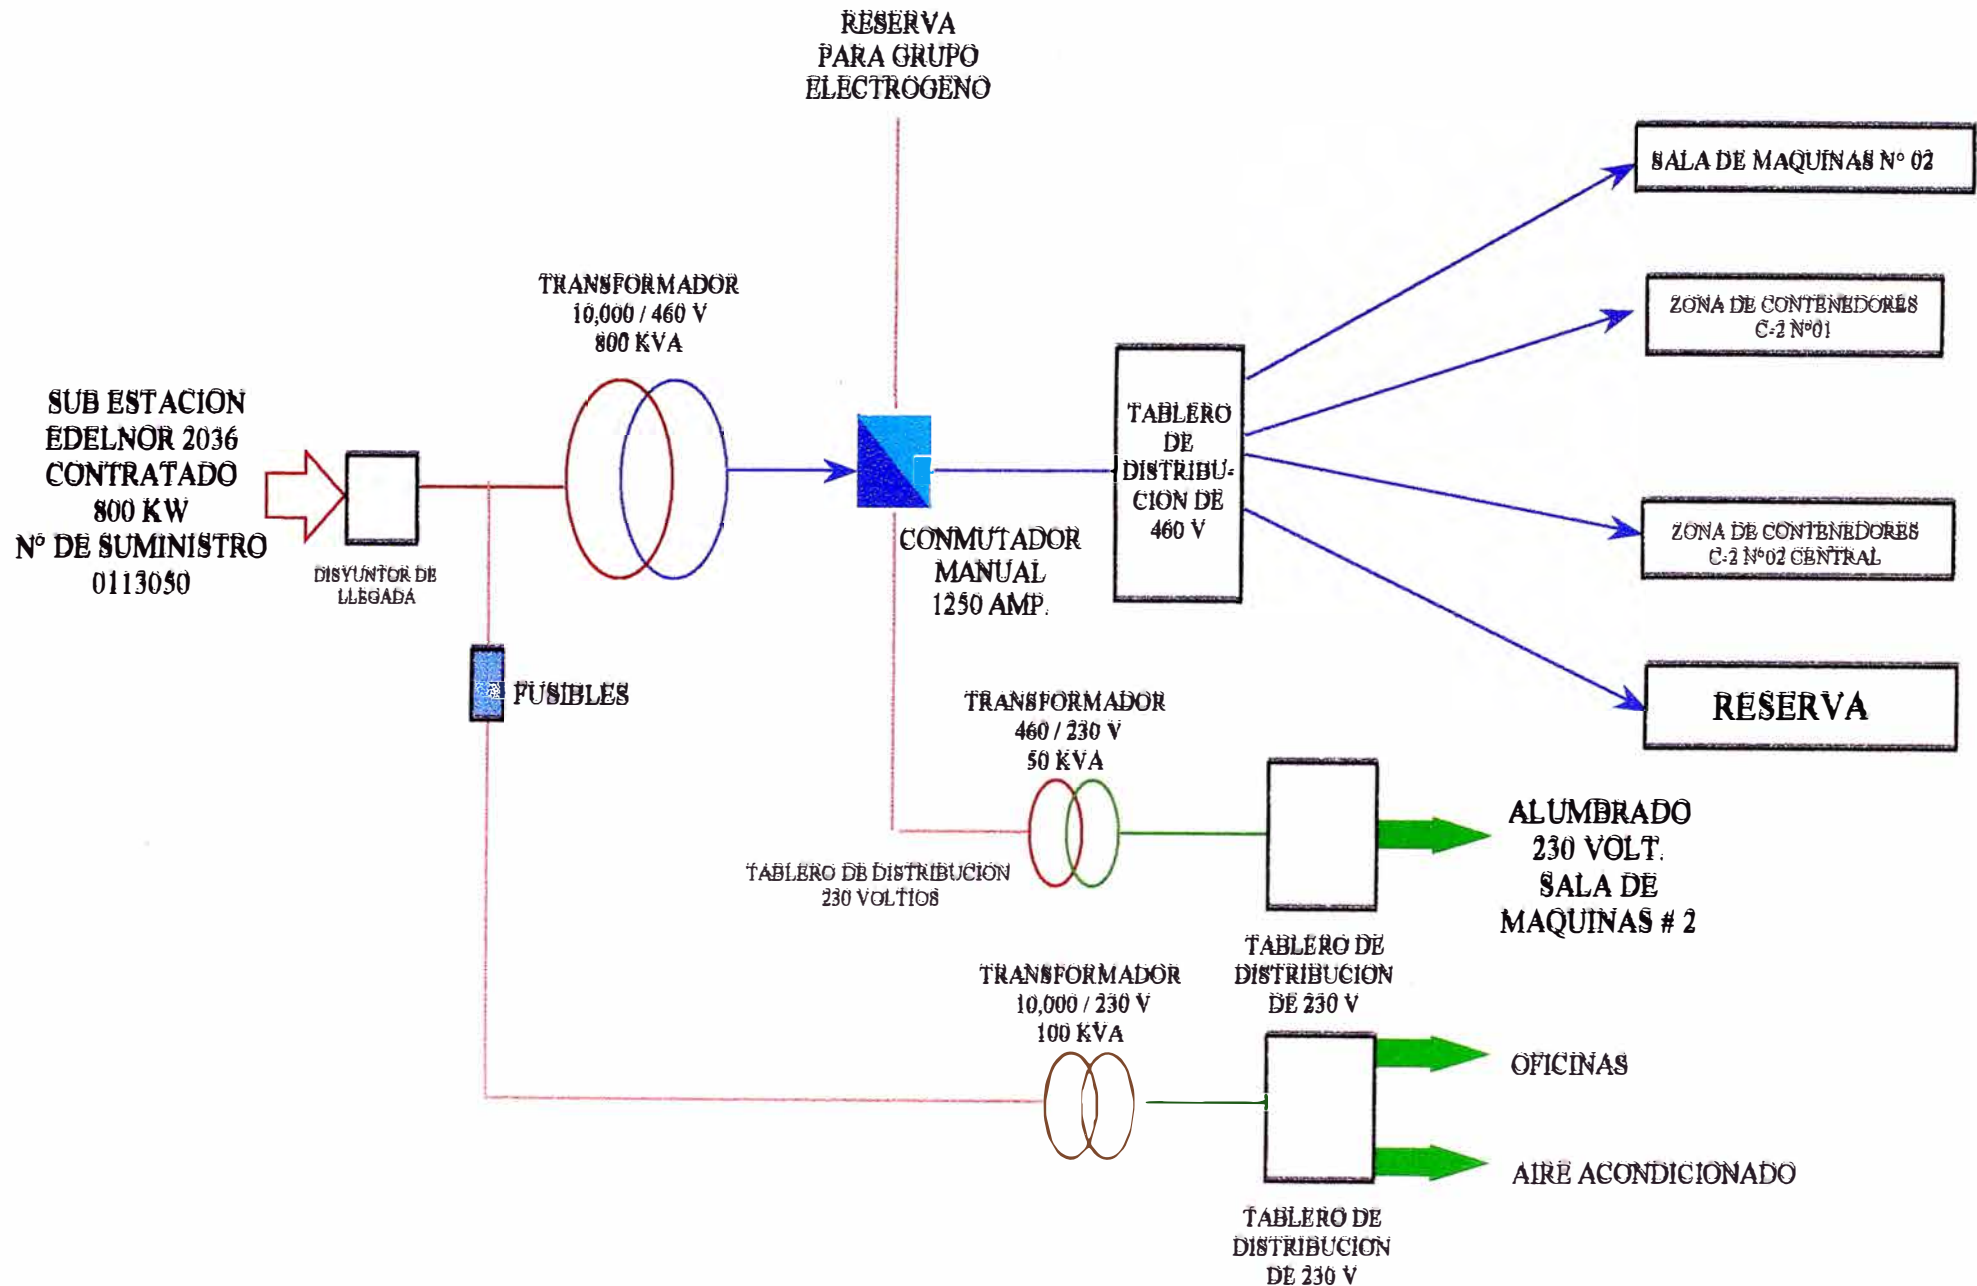 RESERVA
PARA GRUPO
ELECTROGENO
SALA DE MAQUINAS Nº 02
TRANSFORMADOR
10,000 / 460 V
800 KVA
ZONA DE CONTENEDORES
C-2 Nº01
SUB ESTACION
EDELNOR 2036
CONTRATADO
800 KW
Nº DE SUMINISTRO
0113050
DISYUNTOR DE
LLEGADA
CONMUTADOR
MANUAL
1250 AMP.
TABLERO
DE
DISTRIBU-
CION DE
460 V
ZONA DE CONTENEDORES
C-2 Nº02 CENTRAL
FUSIBLES
RESERVA
TRANSFORMADOR
460 / 230 V
50 KVA
ALUMBRADO
230 VOLT.
SALA DE
MAQUINAS # 2
TABLERO DE DISTRIBUCION
230 VOLTIOS
TABLERO DE
DISTRIBUCION
DE 230 V
TRANSFORMADOR
10,000 / 230 V
100 KVA
OFICINAS
AIRE ACONDICIONADO
TABLERO DE
DISTRIBUCION
DE 230 V